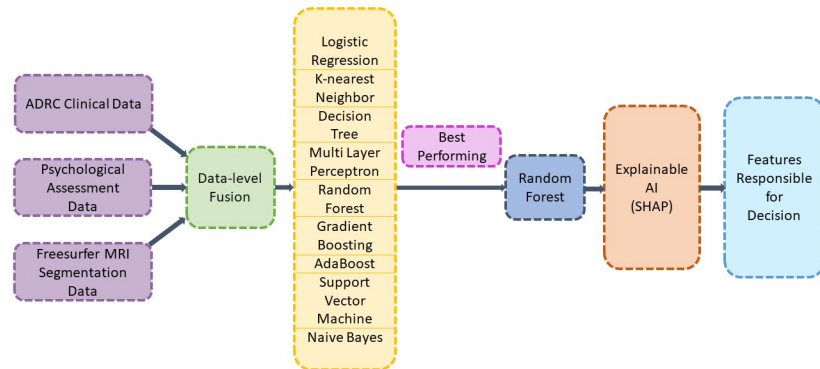 ADRC Clinical Data
Psychological
Assessment
Data
Freesurfer MRI
Segmentation
Data
Data-level
Fusion
Logistic
Regression
K-nearest
Neighbor
Decision
Tree
Multi Layer
Perceptron
Random
Forest
Gradient
Boosting
AdaBoost
Support
Vector
Machine
Naive Bayes
Best
Performing
Random
Forest
Explainable
AI
(SHAP)
Features
Responsible
for
Decision